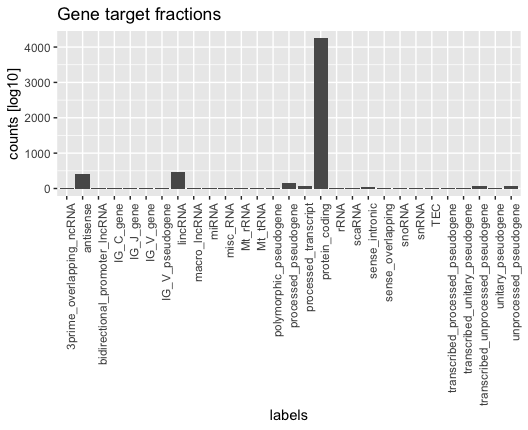 Gene target fractions
counts [log10]
4000
3000
2000
1000
0
3prime_overlapping_ncRNA
antisense
bidirectional_promoter_lncRNA
IG_C_gene
IG_J_gene
IG_V_gene
IG_V_pseudogene
lincRNA
macro_lncRNA
miRNA
misc_RNA
Mt_rRNA
Mt_tRNA
polymorphic_pseudogene
processed_pseudogene
processed_transcript
protein_coding
rRNA
scaRNA
sense_intronic
sense_overlapping
snoRNA
snRNA
TEC
transcribed_processed_pseudogene
transcribed_unitary_pseudogene
transcribed_unprocessed_pseudogene
unitary_pseudogene
unprocessed_pseudogene
labels